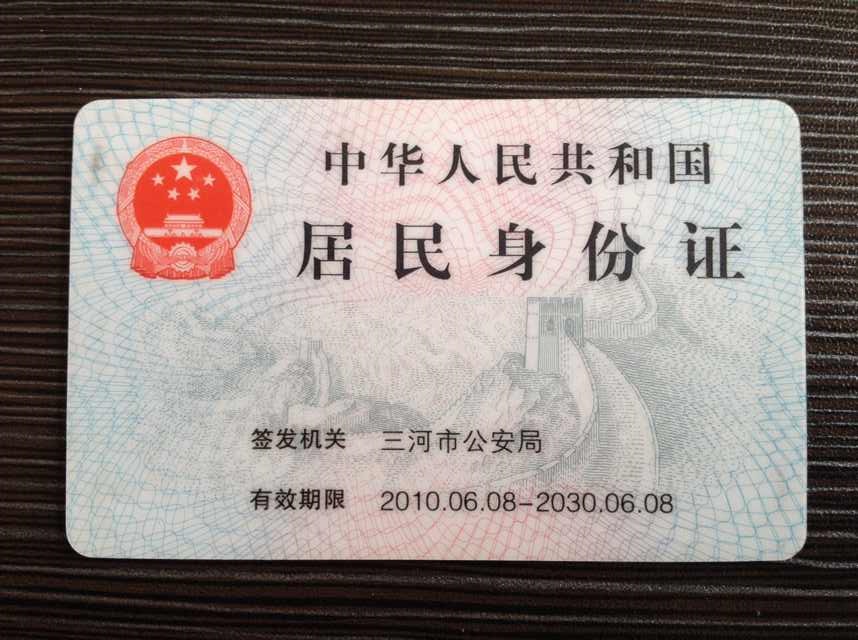 中华人民共和国
居民身份证
签发机关 三河市公安局
有效期限 2010.06.08-2030.06.08